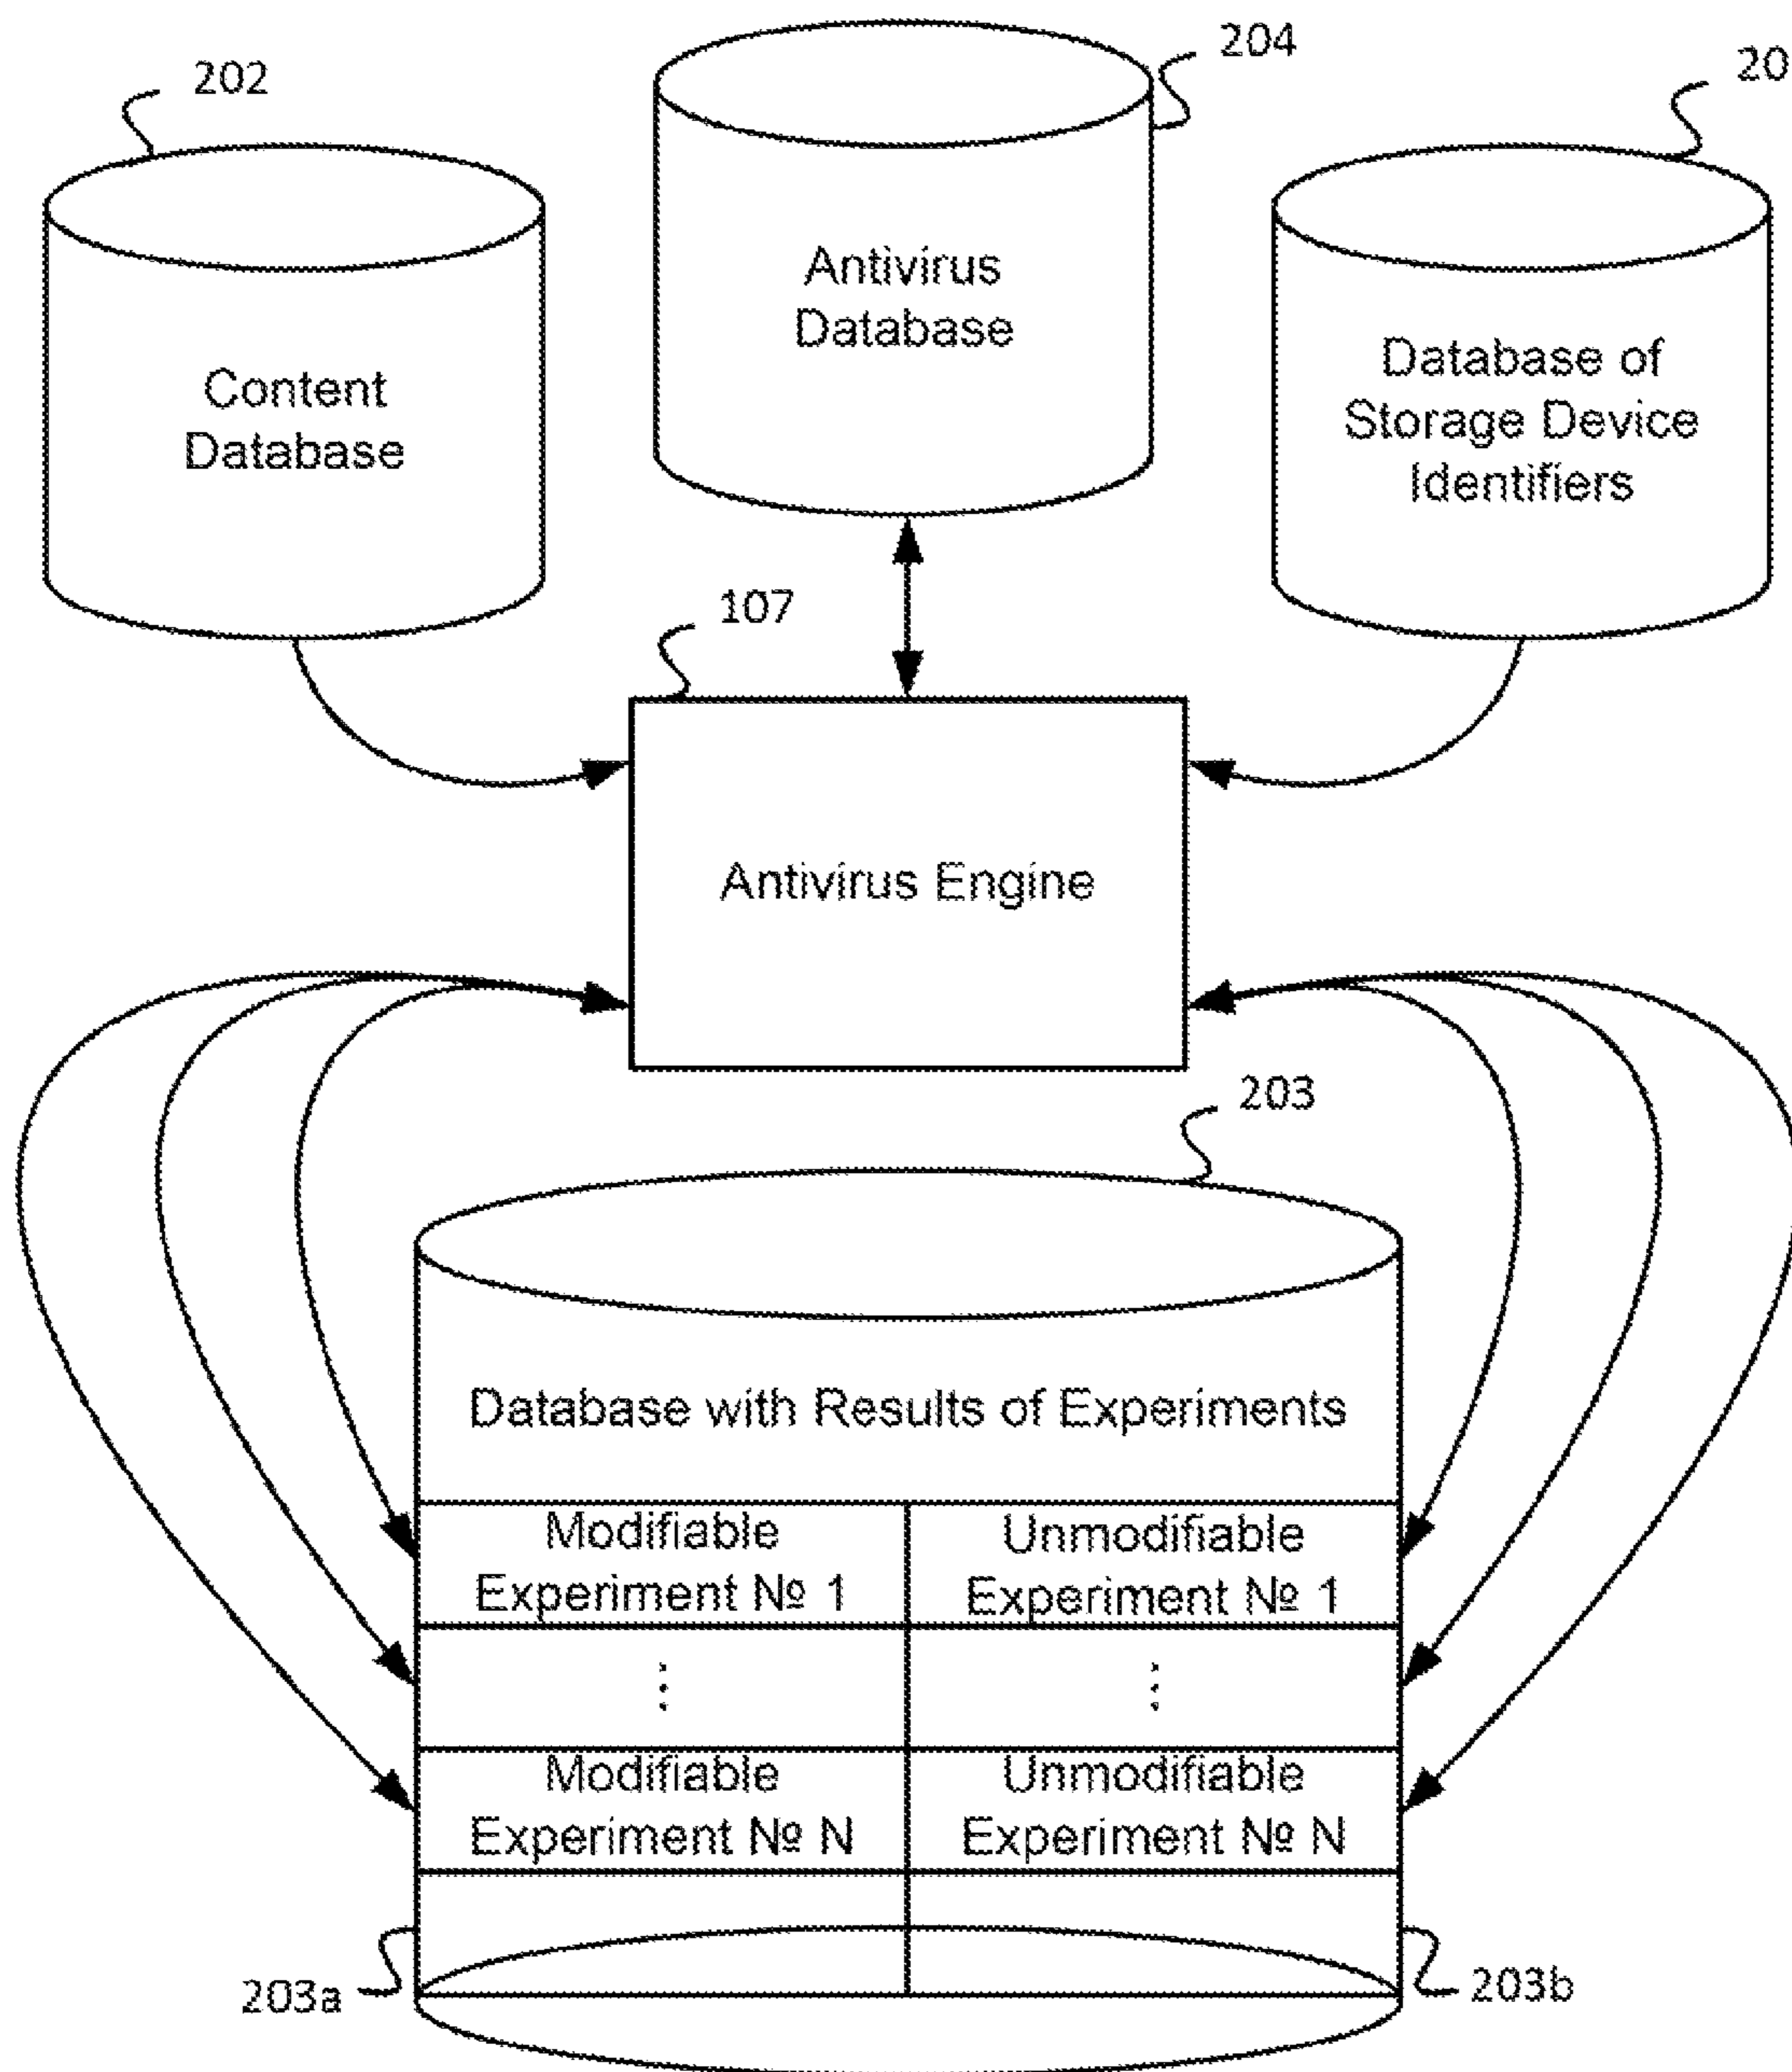 202
204
20
Content
Database
Antivirus
Database
Database of
Storage Device
Identifiers
107
Antivirus Engine
203
Database with Results of Experiments
Modifiable
Experiment № 1
Unmodifiable
Experiment № 1
⋮
⋮
Modifiable
Experiment № N
Unmodifiable
Experiment № N
203a
203b